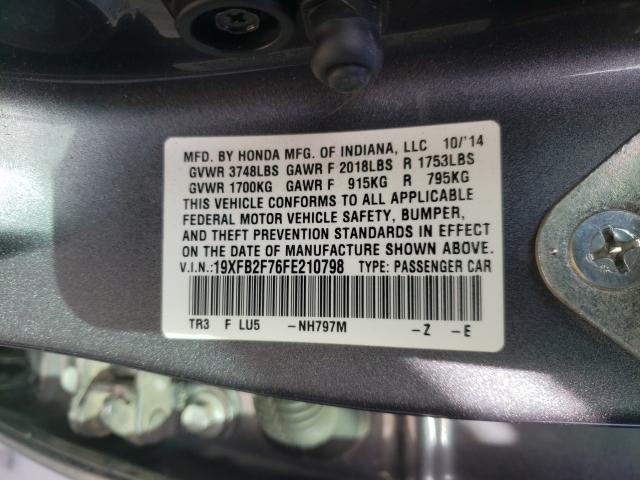 MFD. BY HONDA MFG. OF INDIANA, LLC 10/'14
GVWR 3748LBS GAWR F 2018LBS R 1753LBS
GVWR 1700KG GAWR F 915KG R 795KG
THIS VEHICLE CONFORMS TO ALL APPLICABLE
FEDERAL MOTOR VEHICLE SAFETY, BUMPER,
AND THEFT PREVENTION STANDARDS IN EFFECT
ON THE DATE OF MANUFACTURE SHOWN ABOVE.
V.I.N.:19XFB2F76FE210798 TYPE: PASSENGER CAR
TR3 F LU5 -NH797M -Z -E